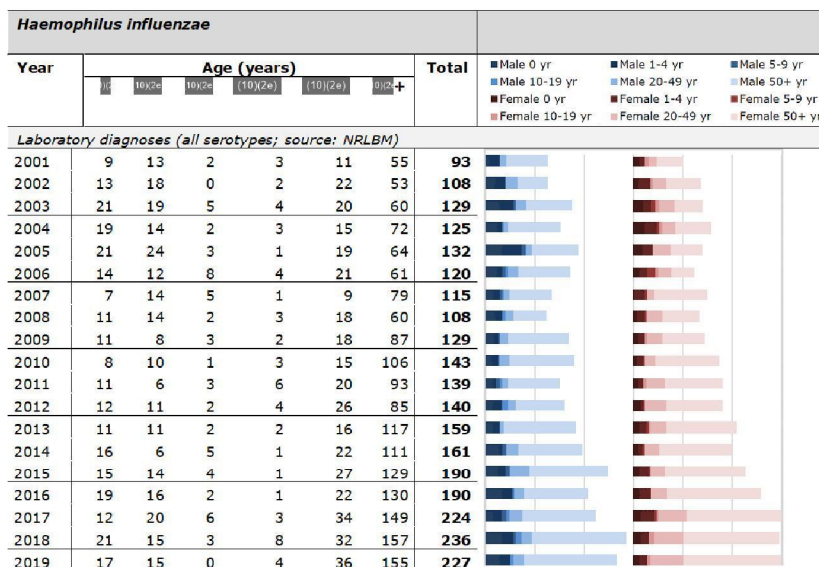 Haemophilus influenzae
Year Age (years) Total
(10)(2e) (10)(2e) (10)(2e) (10)(2e) +
Male 0 yr Male 1-4 yr Male 5-9 yr
Male 10-19 yr Male 20-49 yr Male 50+ yr
Female 0 yr Female 1-4 yr Female 5-9 yr
Female 10-19 yr Female 20-49 yr Female 50+ yr
Laboratory diagnoses (all serotypes; source: NRLBM)
2001 9 13 2 3 11 55 93
2002 13 18 0 2 22 53 108
2003 21 19 5 4 20 60 129
2004 19 14 2 3 15 72 125
2005 21 24 3 1 19 64 132
2006 14 12 8 4 21 61 120
2007 7 14 5 1 9 79 115
2008 11 14 2 3 18 60 108
2009 11 8 3 2 18 87 129
2010 8 10 1 3 15 106 143
2011 11 6 3 6 20 93 139
2012 12 11 2 4 26 85 140
2013 11 11 2 2 16 117 159
2014 16 6 5 1 22 111 161
2015 15 14 4 1 27 129 190
2016 19 16 2 1 22 130 190
2017 12 20 6 3 34 149 224
2018 21 15 3 8 32 157 236
2019 17 15 0 4 36 155 227